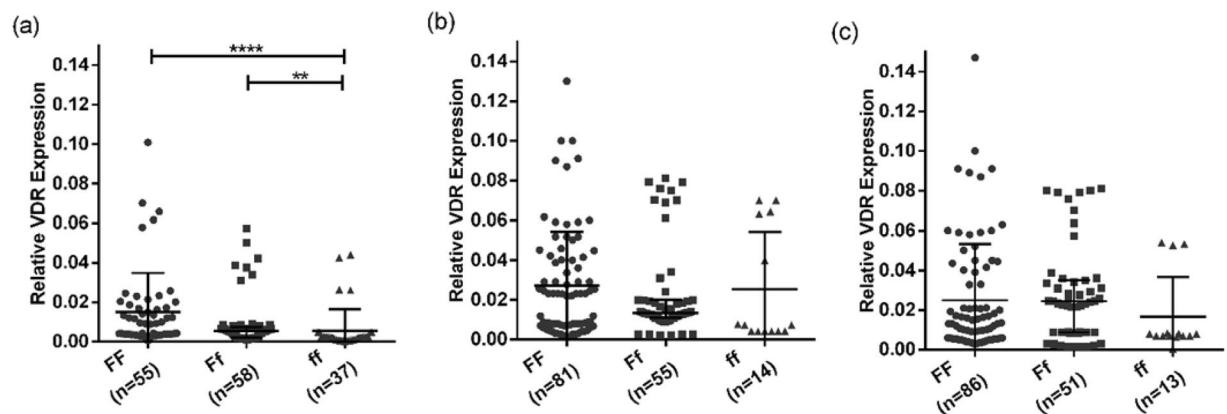 (a)
****
**
Relative VDR Expression
0.14
0.12
0.10
0.08
0.06
0.04
0.02
0.00
FF
(n=55)
Ff
(n=58)
ff
(n=37)
(b)
Relative VDR Expression
0.14
0.12
0.10
0.08
0.06
0.04
0.02
0.00
FF
(n=81)
Ff
(n=55)
ff
(n=14)
(c)
Relative VDR Expression
0.14
0.12
0.10
0.08
0.06
0.04
0.02
0.00
FF
(n=86)
Ff
(n=51)
ff
(n=13)